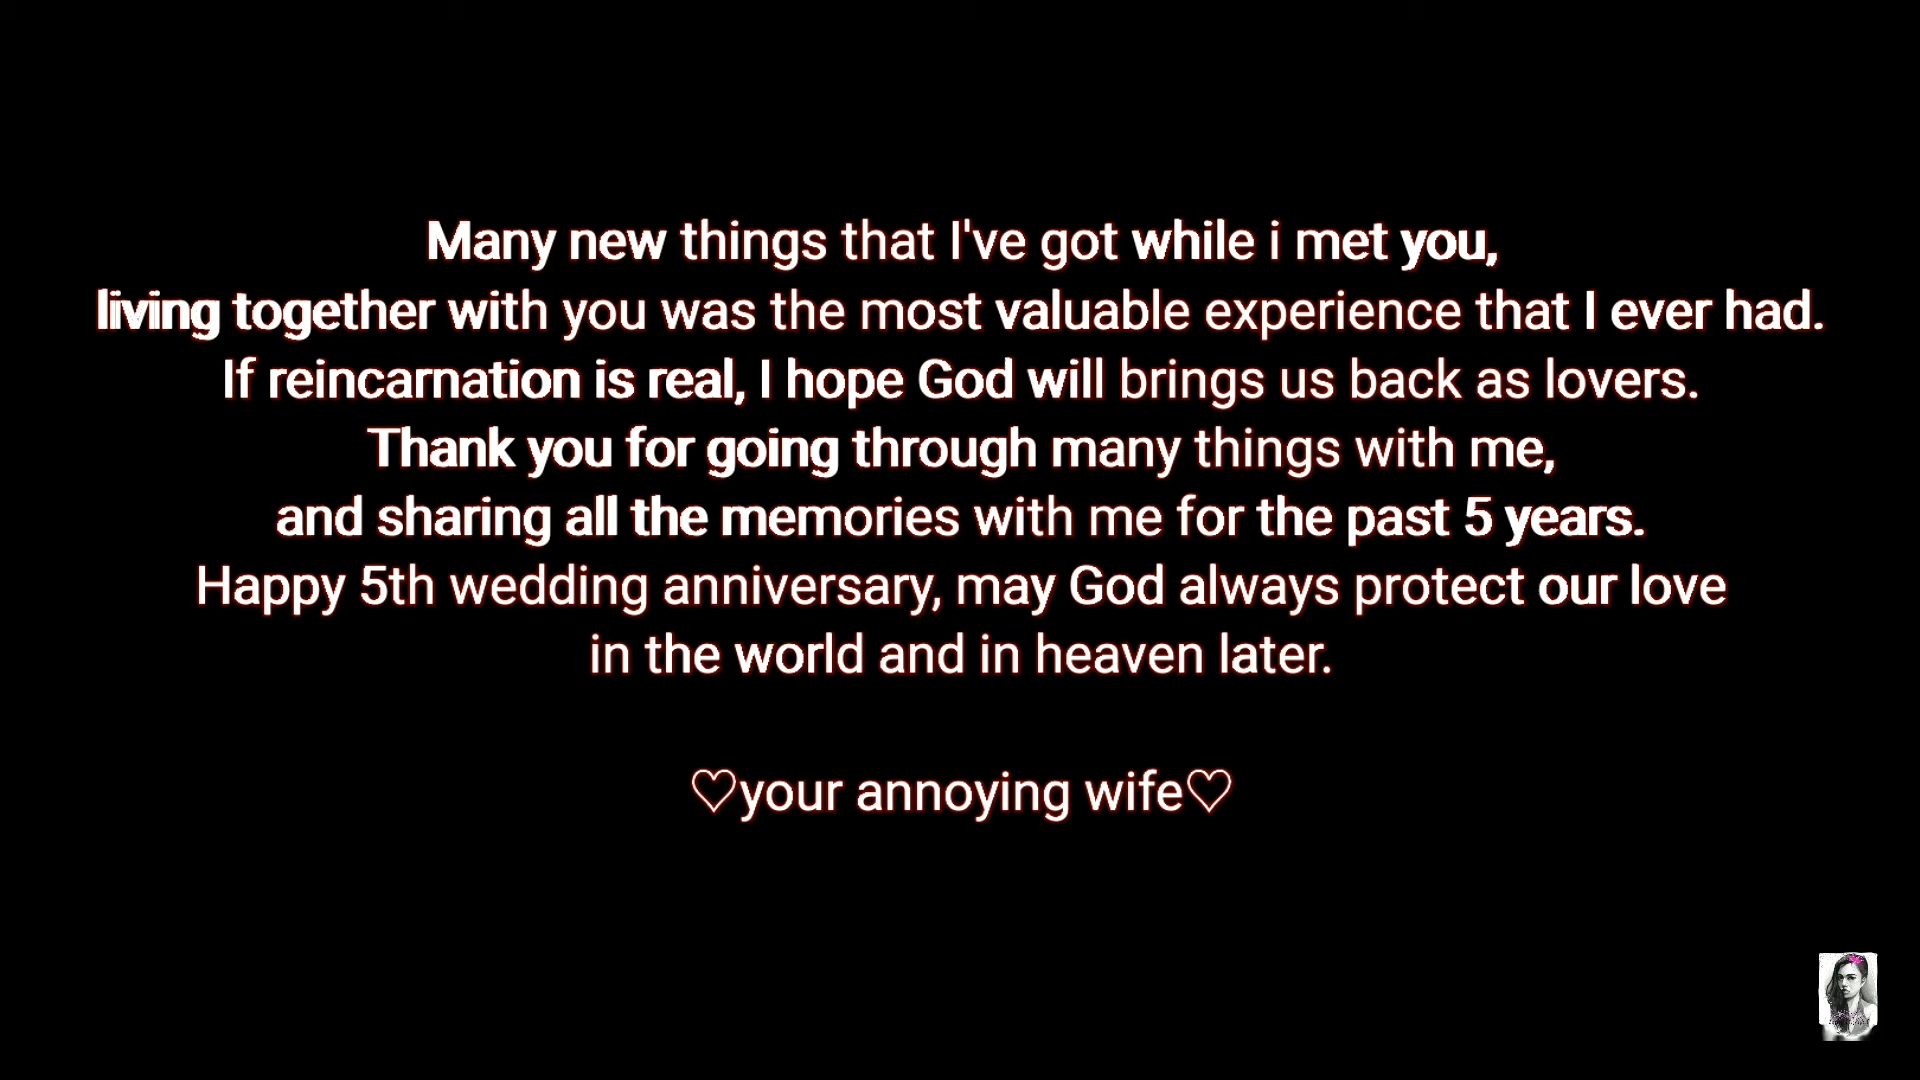 Many new things that I've got while i met you,
living together with you was the most valuable experience that I ever had.
If reincarnation is real, I hope God will brings us back as lovers.
Thank you for going through many things with me,
and sharing all the memories with me for the past 5 years.
Happy 5th wedding anniversary, may God always protect our love
in the world and in heaven later.
♡your annoying wife♡